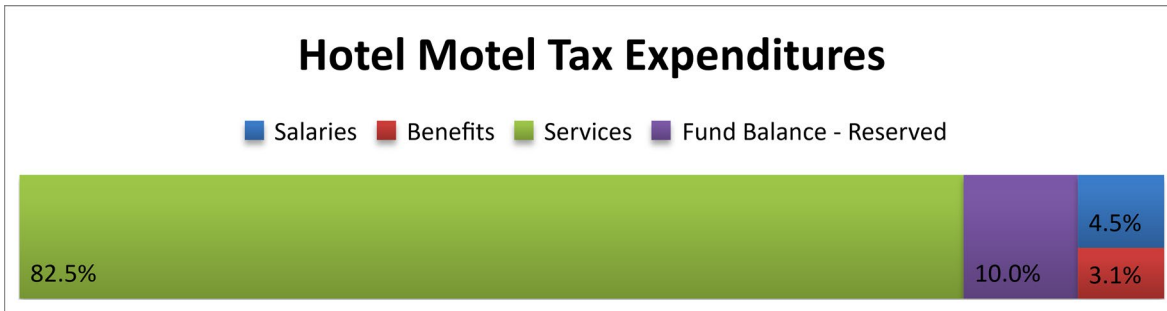 Hotel Motel Tax Expenditures
Salaries Benefits Services Fund Balance - Reserved
4.5%
82.5% 10.0% 3.1%